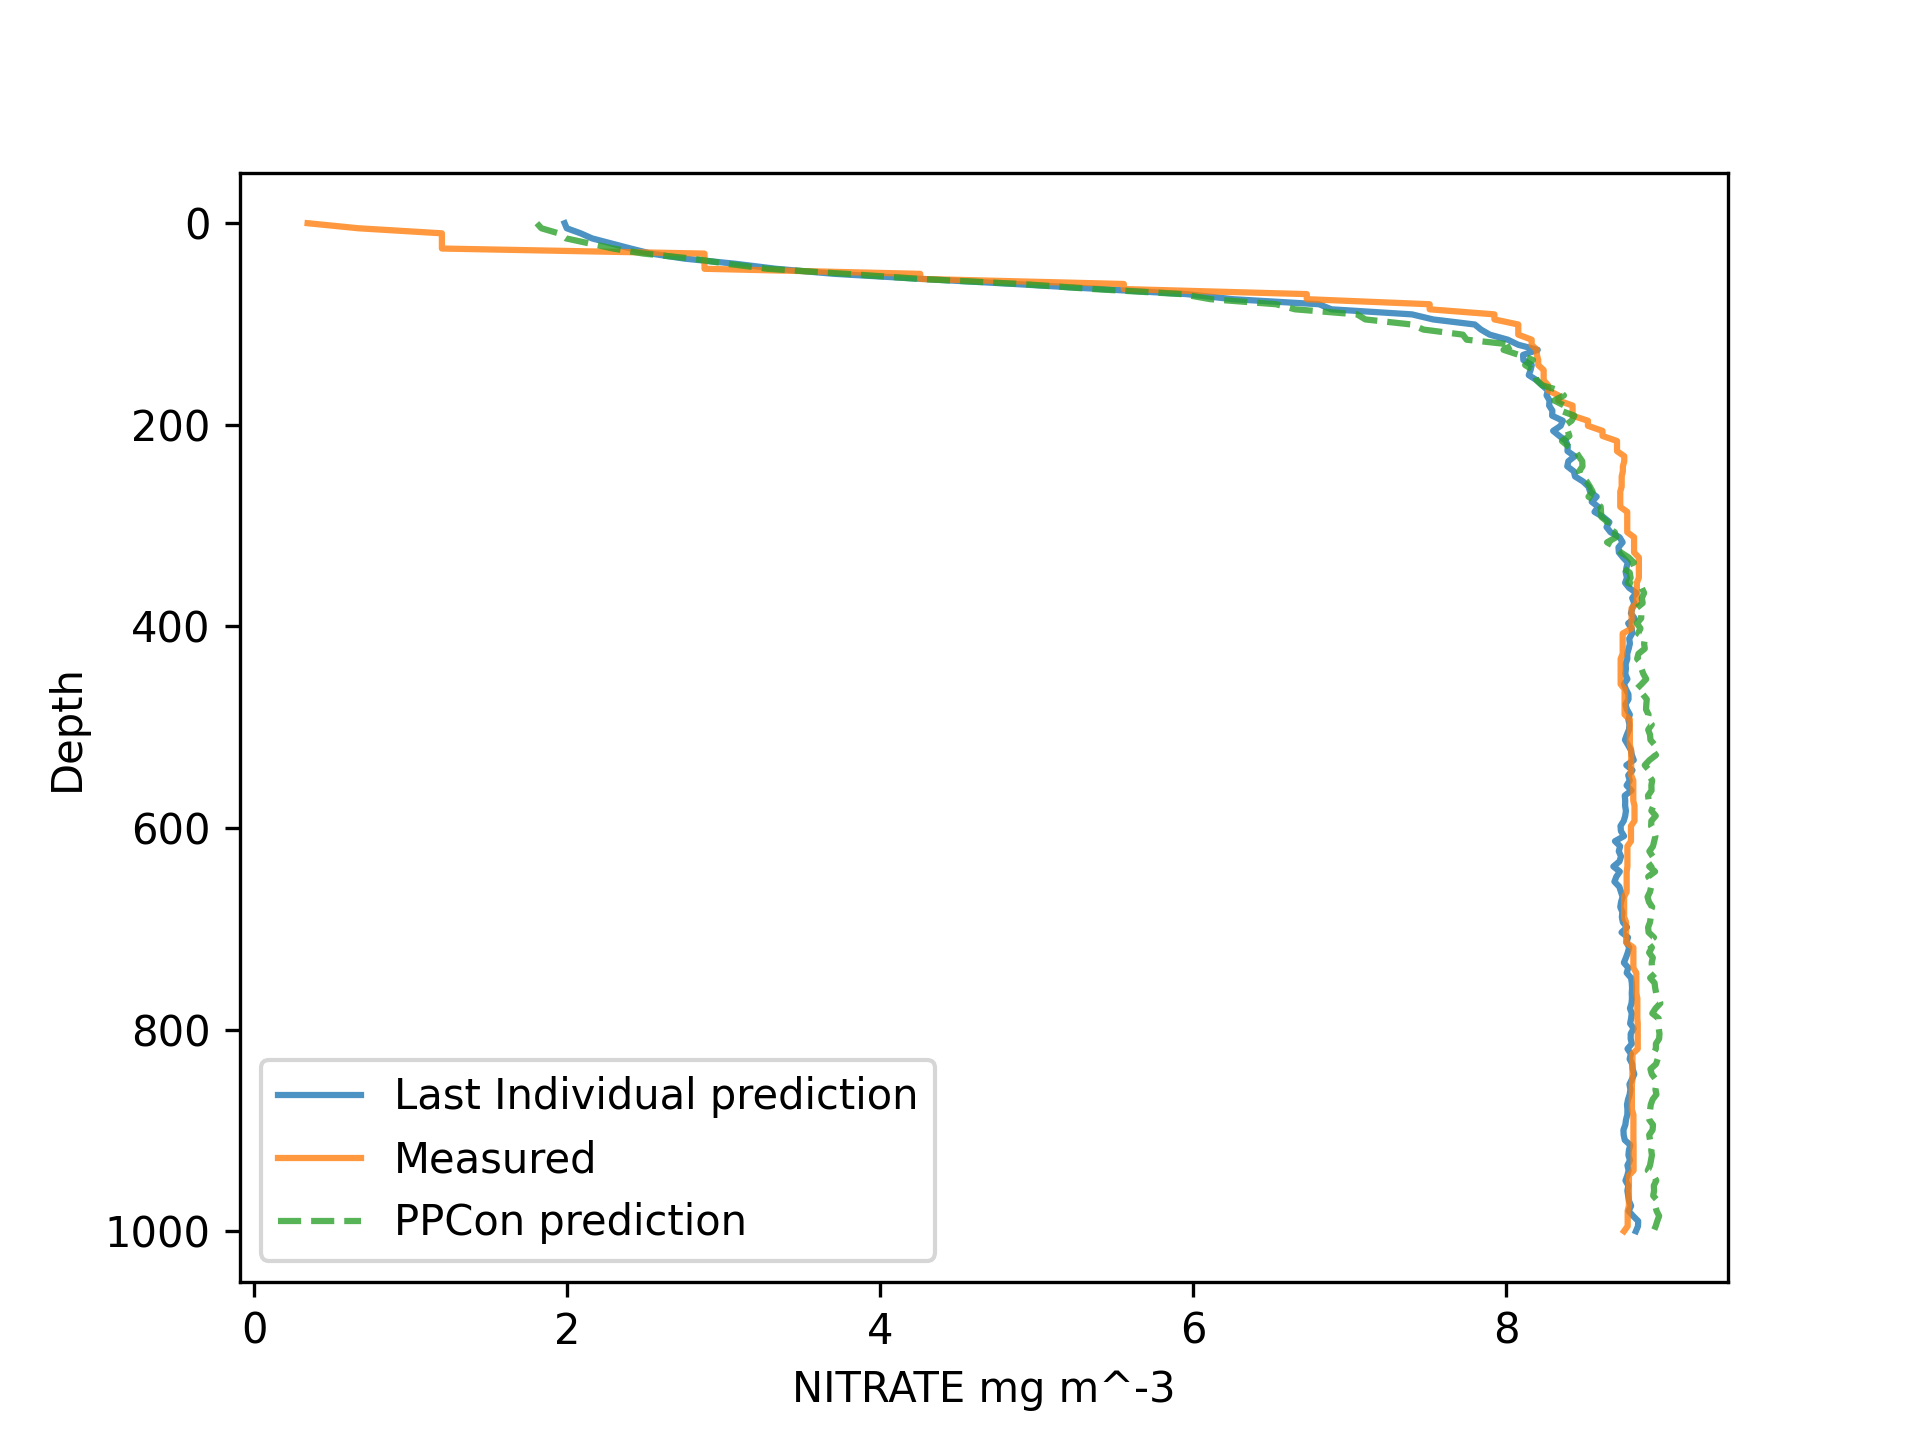 0
200
400
600
800
1000
Depth
Last Individual prediction
Measured
PPCon prediction
0 2 4 6 8
NITRATE mg m^-3